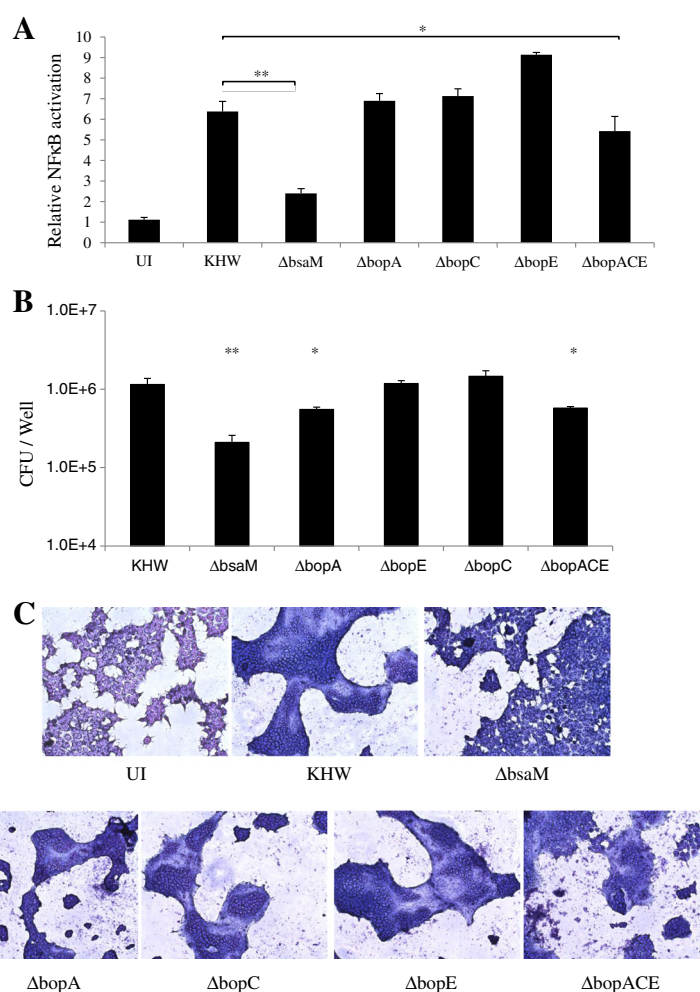 A
Relative NFκB activation
10
9
8
7
6
5
4
3
2
1
0
*
**
UI KHW ΔbsaM ΔbopA ΔbopC ΔbopE ΔbopACE
B
CFU / Well
1.0E+7
1.0E+6
1.0E+5
1.0E+4
** * *
KHW ΔbsaM ΔbopA ΔbopE ΔbopC ΔbopACE
C
UI KHW ΔbsaM
ΔbopA ΔbopC ΔbopE ΔbopACE